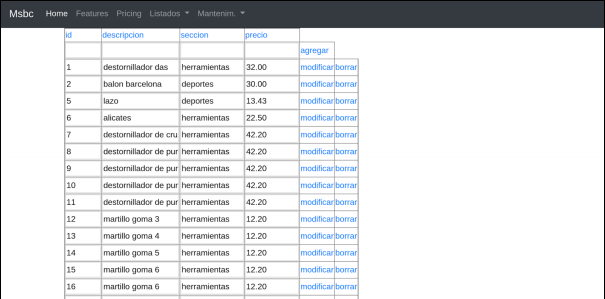 Msbc Home Features Pricing Listados Mantenim.
id descripcion seccion precio
agregar
1 destornillador das herramientas 32.00 modificar borrar
2 balon barcelona deportes 30.00 modificar borrar
5 lazo deportes 13.43 modificar borrar
6 alicates herramientas 22.50 modificar borrar
7 destornillador de cru herramientas 42.20 modificar borrar
8 destornillador de pur herramientas 42.20 modificar borrar
9 destornillador de pur herramientas 42.20 modificar borrar
10 destornillador de pur herramientas 42.20 modificar borrar
11 destornillador de pur herramientas 42.20 modificar borrar
12 martillo goma 3 herramientas 12.20 modificar borrar
13 martillo goma 4 herramientas 12.20 modificar borrar
14 martillo goma 5 herramientas 12.20 modificar borrar
15 martillo goma 6 herramientas 12.20 modificar borrar
16 martillo goma 6 herramientas 12.20 modificar borrar